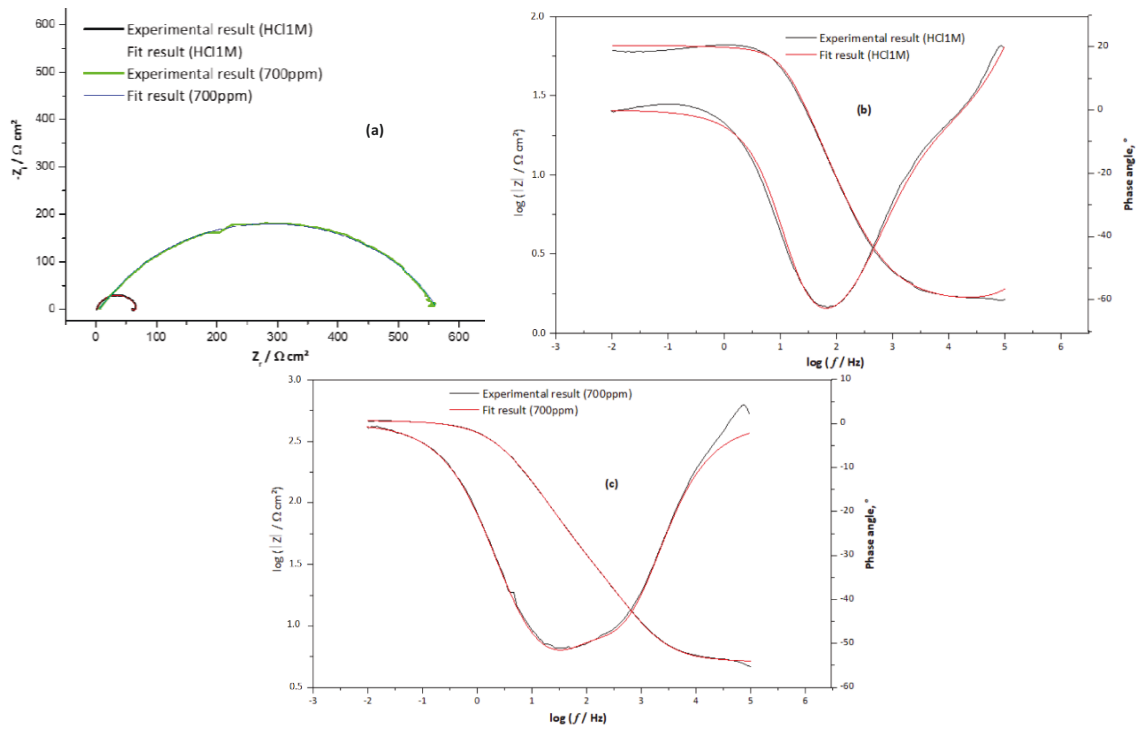 600
500
400
300
200
100
0
-Zᵢ / Ω cm²
Experimental result (HCl1M)
Fit result (HCl1M)
Experimental result (700ppm)
Fit result (700ppm)
(a)
0 100 200 300 400 500 600
Zᵣ / Ω cm²
2.0
1.5
1.0
0.5
0.0
log (|Z| / Ω cm²)
Experimental result (HCl1M)
Fit result (HCl1M)
(b)
30
20
10
0
-20
-40
-60
Phase angle, °
-3 -2 -1 0 1 2 3 4 5 6
log (f / Hz)
3.0
2.5
2.0
1.5
1.0
0.5
log (|Z| / Ω cm²)
Experimental result (700ppm)
Fit result (700ppm)
(c)
10
0
-10
-20
-30
-40
-50
-60
Phase angle, °
-3 -2 -1 0 1 2 3 4 5 6
log (f / Hz)